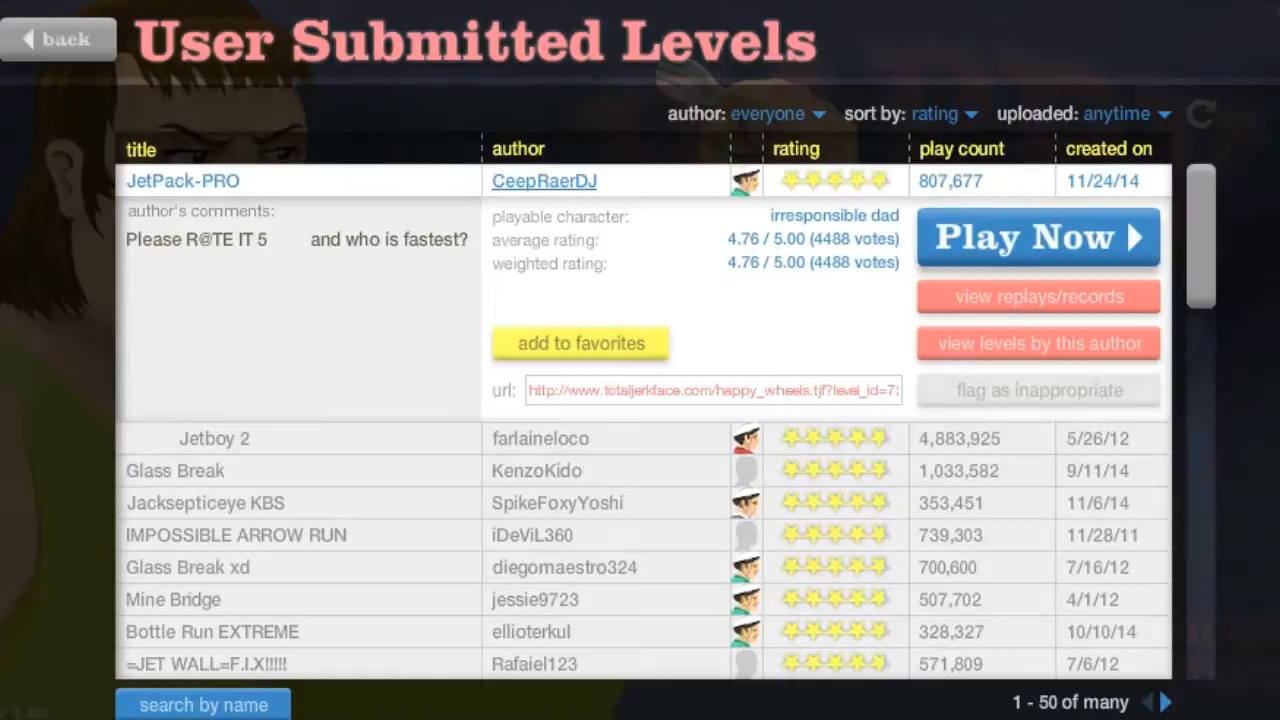 back
User Submitted Levels
author: everyone sort by: rating uploaded: anytime
title author rating play count created on
JetPack-PRO CeepRaerDJ 807,677 11/24/14
author's comments:
Please R@TE IT 5 and who is fastest?
playable character: irresponsible dad
average rating: 4.76 / 5.00 (4488 votes)
weighted rating: 4.76 / 5.00 (4488 votes)
Play Now
view replays/records
add to favorites
view levels by this author
url: http://www.totaljerkface.com/happy_wheels.tjf?level_id=7
flag as inappropriate
Jetboy 2 farlaineloco 4,883,925 5/26/12
Glass Break KenzoKido 1,033,582 9/11/14
Jacksepticeye KBS SpikeFoxyYoshi 353,451 11/6/14
IMPOSSIBLE ARROW RUN iDeViL360 739,303 11/28/11
Glass Break xd diegomaestro324 700,600 7/16/12
Mine Bridge jessie9723 507,702 4/1/12
Bottle Run EXTREME ellioterkul 328,327 10/10/14
=JET WALL=F.I.X!!!!! Rafaiel123 571,809 7/6/12
search by name
1 - 50 of many